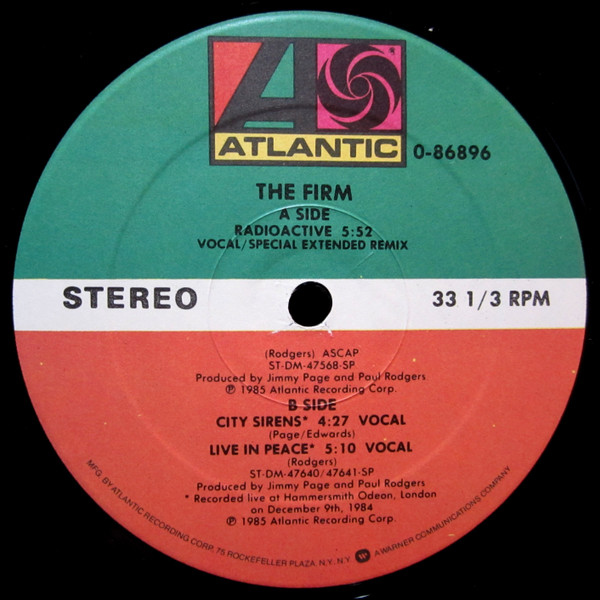 ATLANTIC
0-86896
THE FIRM
A SIDE
RADIOACTIVE 5:52
VOCAL/SPECIAL EXTENDED REMIX
STEREO
33 1/3 RPM
(Rodgers) ASCAP
ST-DM-47568-SP
Produced by Jimmy Page and Paul Rodgers
℗ 1985 Atlantic Recording Corp.
B SIDE
CITY SIRENS* 4:27 VOCAL
(Page/Edwards)
LIVE IN PEACE* 5:10 VOCAL
(Rodgers)
ST-DM-47640/47641-SP
Produced by Jimmy Page and Paul Rodgers
* Recorded live at Hammersmith Odeon, London
on December 9th, 1984
℗ 1985 Atlantic Recording Corp.
MFG. BY ATLANTIC RECORDING CORP., 75 ROCKEFELLER PLAZA, N.Y. N.Y. A WARNER COMMUNICATIONS COMPANY